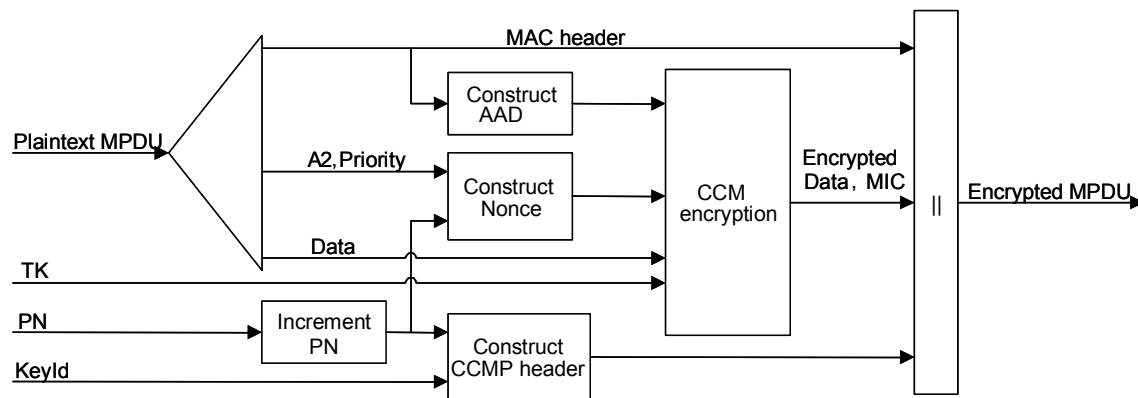 MAC header
Construct
AAD
Plaintext MPDU
A2,Priority
Construct
Nonce
CCM
encryption
Encrypted
Data, MIC
||
Encrypted MPDU
Data
TK
PN
Increment
PN
Construct
CCMP header
KeyId